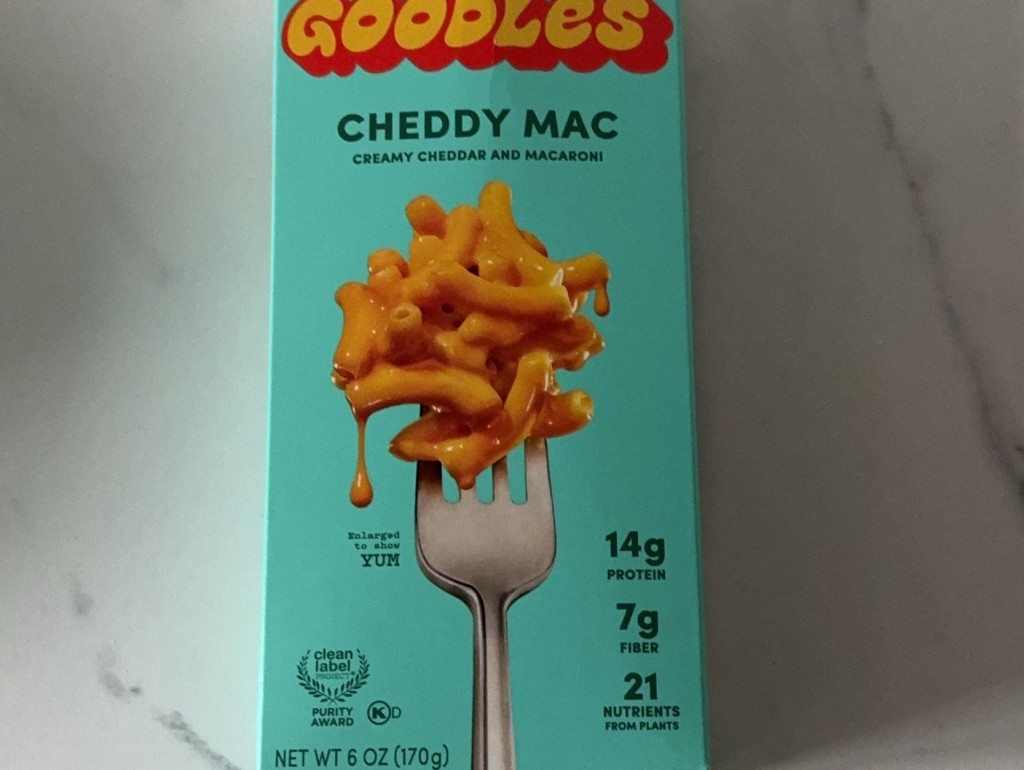 GOODLES
CHEDDY MAC
CREAMY CHEDDAR AND MACARONI
Enlarged
to show
YUM
14g
PROTEIN
7g
FIBER
21
NUTRIENTS
FROM PLANTS
clean
label
PROJECT
PURITY
AWARD
K D
NET WT 6 OZ (170g)